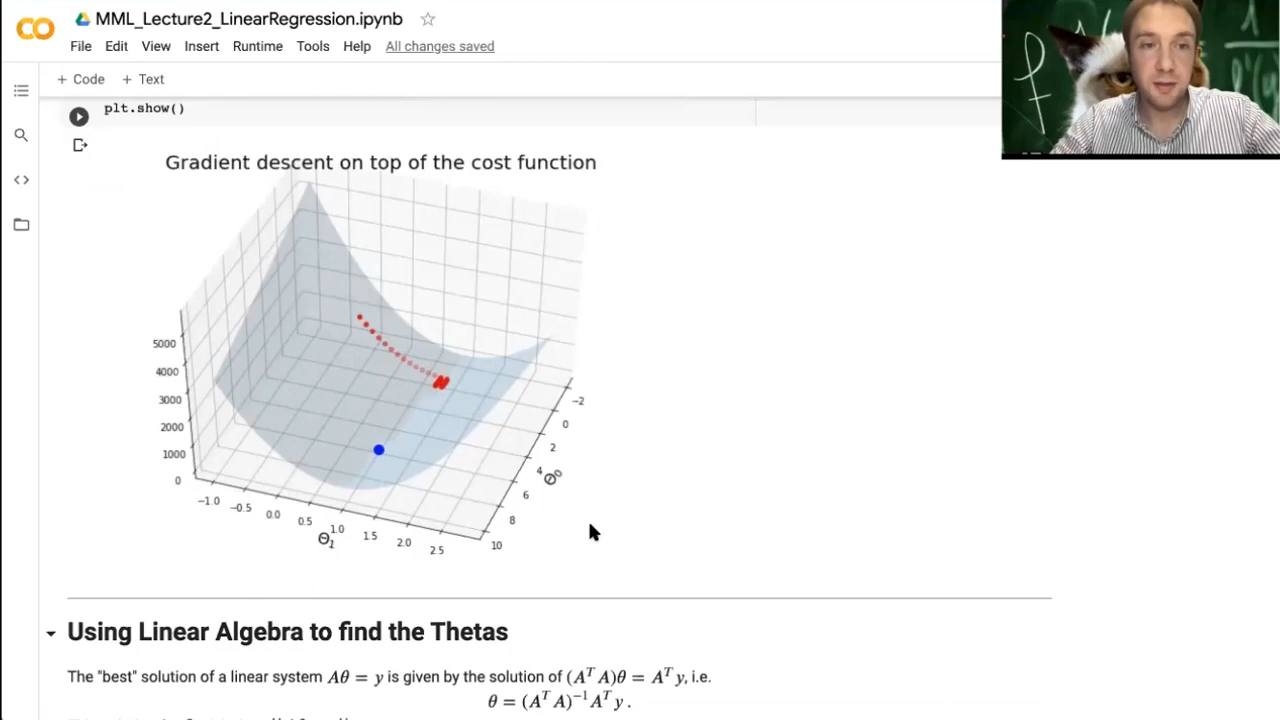 MML_Lecture2_LinearRegression.ipynb
File Edit View Insert Runtime Tools Help All changes saved
+ Code + Text
plt.show()
Gradient descent on top of the cost function
5000
4000
3000
2000
1000
0
−1.0 −0.5 0.0 0.5 1.0 1.5 2.0 2.5
Θ₁
−2
0
2
4
6
8
10
Θ₀
Using Linear Algebra to find the Thetas
The "best" solution of a linear system Aθ = y is given by the solution of (AᵀA)θ = Aᵀy, i.e.
θ = (AᵀA)⁻¹Aᵀy.